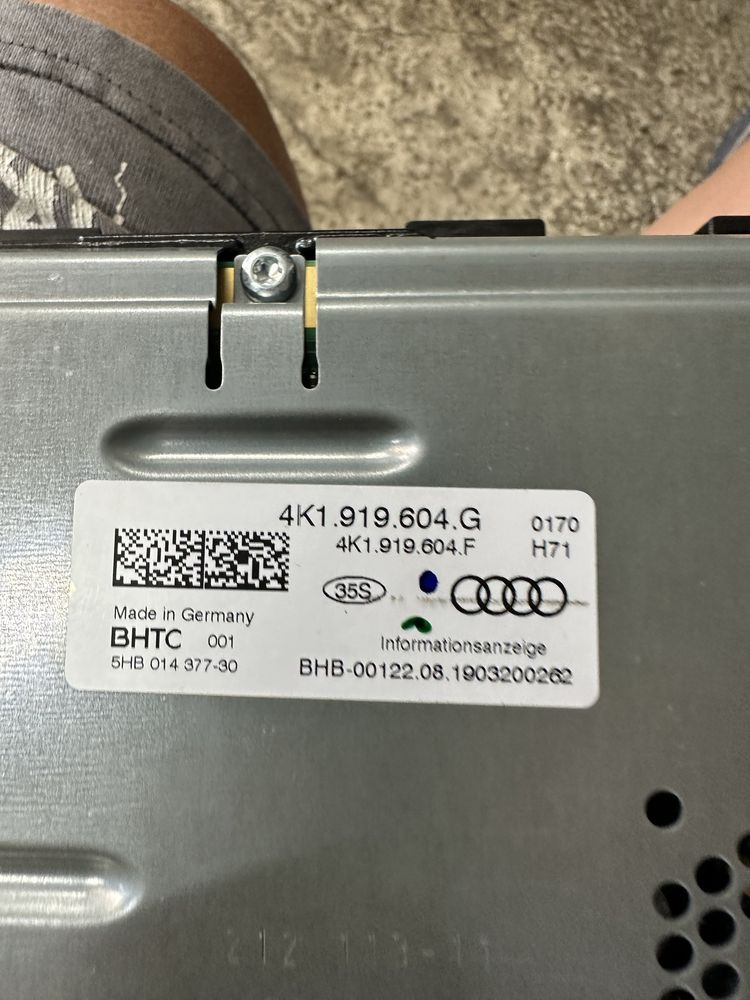 4K1.919.604.G 0170
4K1.919.604.F H71
35S
Made in Germany
BHTC 001
Informationsanzeige
5HB 014 377-30
BHB-00122.08.1903200262